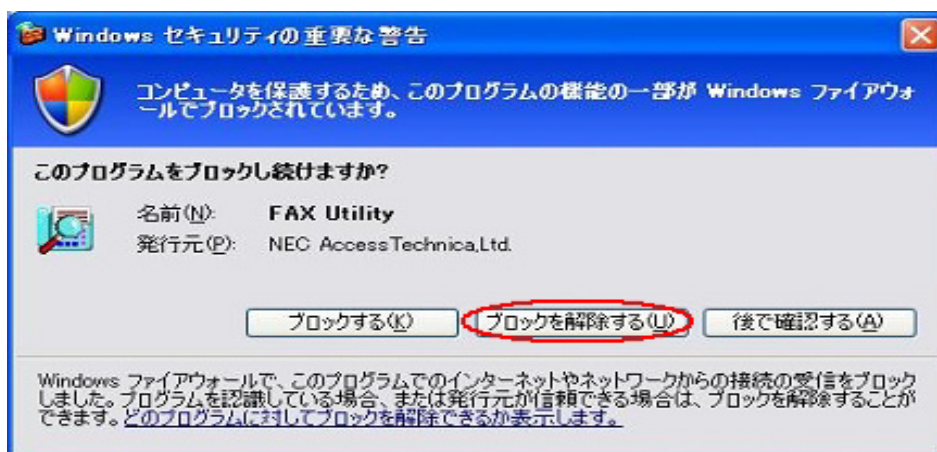 Windows セキュリティの重要な警告
コンピュータを保護するため、このプログラムの機能の一部が Windows ファイアウォ
ールでブロックされています。
このプログラムをブロックし続けますか?
名前(N): FAX Utility
発行元(P): NEC AccessTechnica,Ltd.
ブロックする(K) ブロックを解除する(U) 後で確認する(A)
Windows ファイアウォールで、このプログラムでのインターネットやネットワークからの接続の受信をブロック
しました。プログラムを認識している場合、または発行元が信頼できる場合は、ブロックを解除することが
できます。どのプログラムに対してブロックを解除できるか表示します。